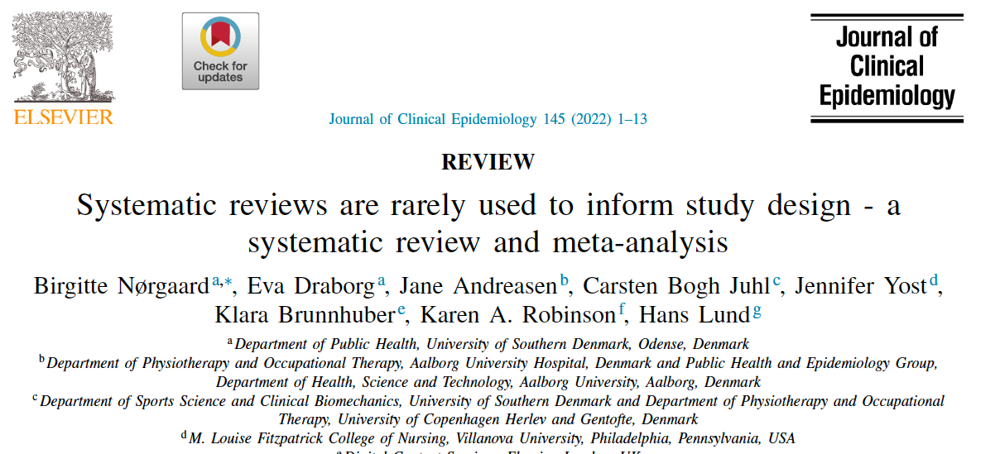 ELSEVIER
Check for
updates
Journal of Clinical Epidemiology 145 (2022) 1–13
Journal of
Clinical
Epidemiology
REVIEW
Systematic reviews are rarely used to inform study design - a
systematic review and meta-analysis
Birgitte Nørgaard a,*, Eva Draborg a, Jane Andreasen b, Carsten Bogh Juhl c, Jennifer Yost d,
Klara Brunnhuber e, Karen A. Robinson f, Hans Lund g
a Department of Public Health, University of Southern Denmark, Odense, Denmark
b Department of Physiotherapy and Occupational Therapy, Aalborg University Hospital, Denmark and Public Health and Epidemiology Group,
Department of Health, Science and Technology, Aalborg University, Aalborg, Denmark
c Department of Sports Science and Clinical Biomechanics, University of Southern Denmark and Department of Physiotherapy and Occupational
Therapy, University of Copenhagen Herlev and Gentofte, Denmark
d M. Louise Fitzpatrick College of Nursing, Villanova University, Philadelphia, Pennsylvania, USA